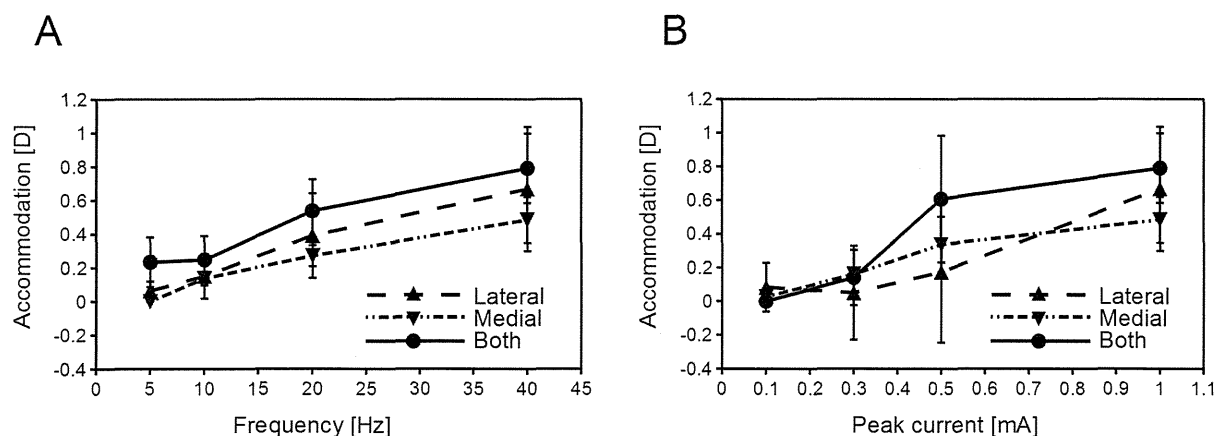 A
Accommodation [D]
1.2
1
0.8
0.6
0.4
0.2
0
-0.2
-0.4
0 5 10 15 20 25 30 35 40 45
Frequency [Hz]
Lateral
Medial
Both
B
Accommodation [D]
1.2
1
0.8
0.6
0.4
0.2
0
-0.2
-0.4
0 0.1 0.2 0.3 0.4 0.5 0.6 0.7 0.8 0.9 1 1.1
Peak current [mA]
Lateral
Medial
Both